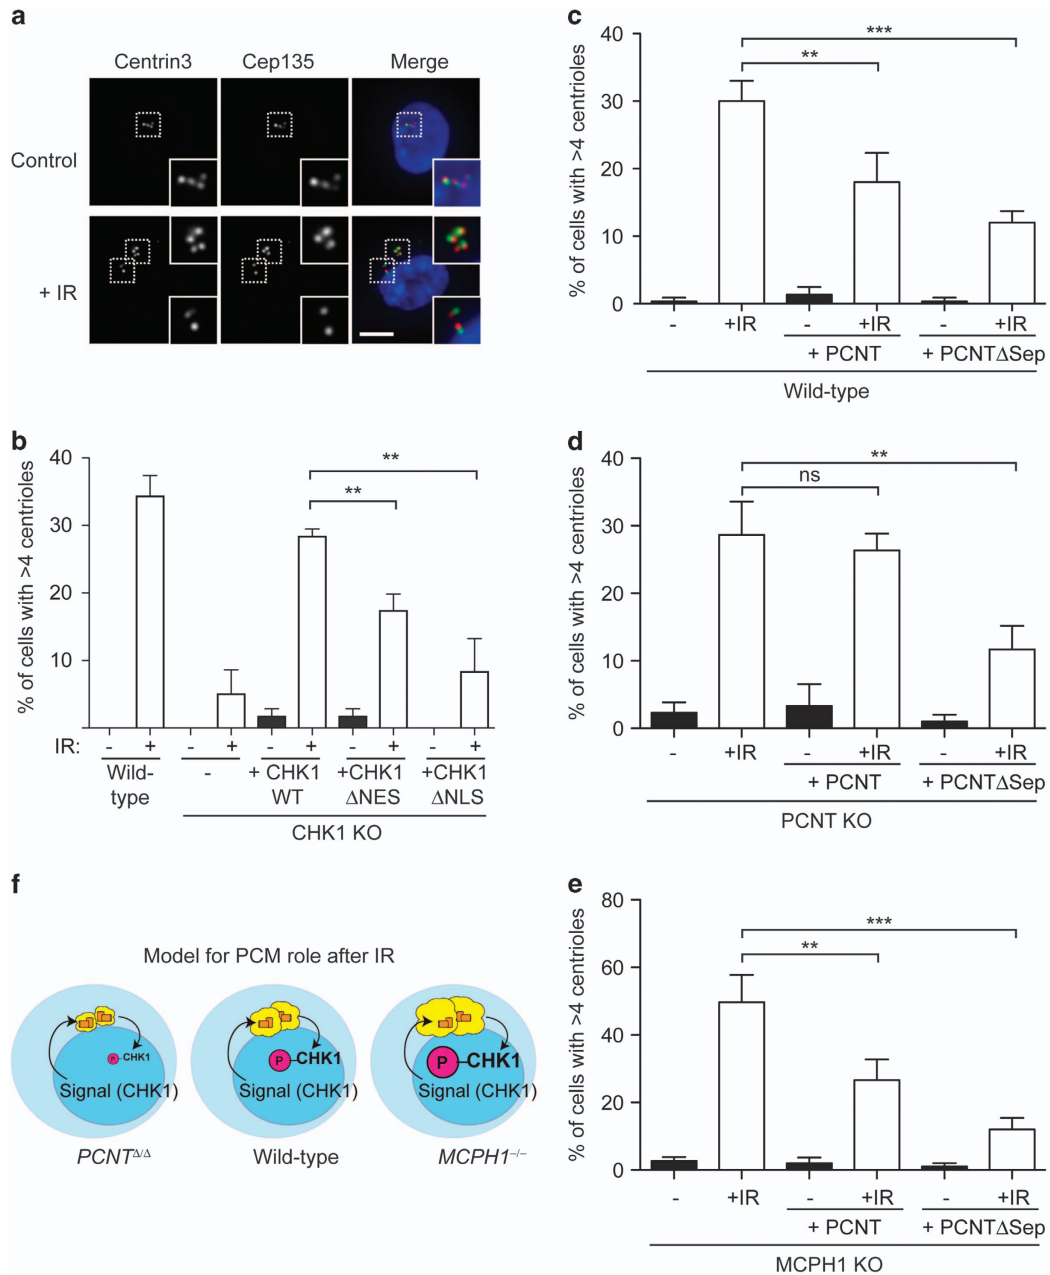 a
Centrin3 Cep135 Merge
Control
+ IR
b
% of cells with >4 centrioles
40
30
20
10
** 
**
IR: - + - + - + - + - +
Wild-type
-
+ CHK1 WT
+CHK1 ΔNES
+CHK1 ΔNLS
CHK1 KO
f
Model for PCM role after IR
P CHK1
Signal (CHK1)
PCNTΔ/Δ
P CHK1
Signal (CHK1)
Wild-type
P CHK1
Signal (CHK1)
MCPH1−/−
c
% of cells with >4 centrioles
40
30
20
10
0
***
**
- +IR - +IR - +IR
+ PCNT + PCNTΔSep
Wild-type
d
% of cells with >4 centrioles
40
30
20
10
0
**
ns
- +IR - +IR - +IR
+ PCNT + PCNTΔSep
PCNT KO
e
% of cells with >4 centrioles
80
60
40
20
0
***
**
- +IR - +IR - +IR
+ PCNT + PCNTΔSep
MCPH1 KO